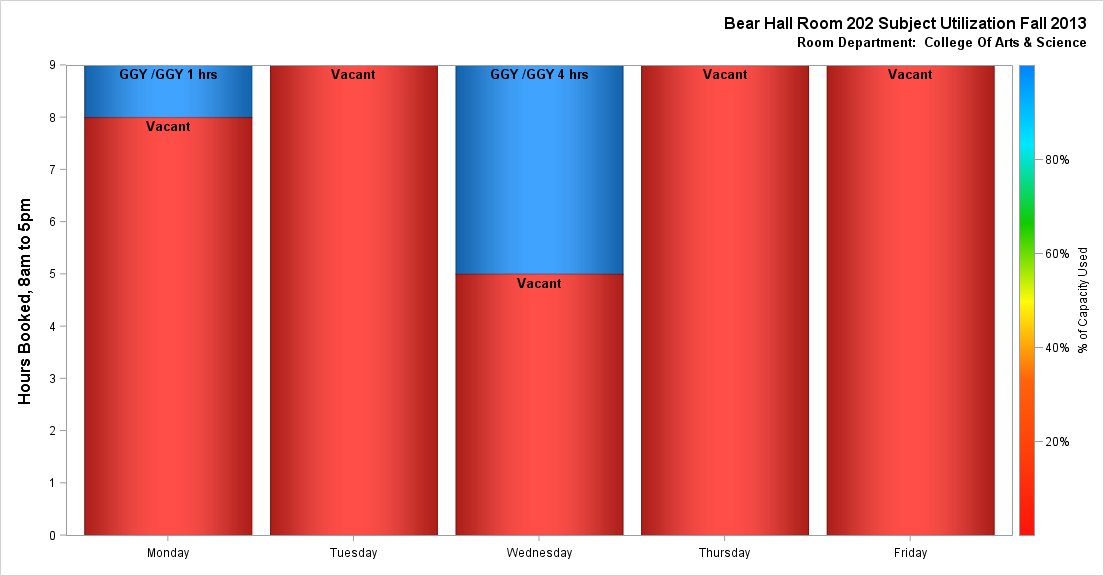 Bear Hall Room 202 Subject Utilization Fall 2013
Room Department:  College Of Arts & Science
Hours Booked, 8am to 5pm
9
8
7
6
5
4
3
2
1
0
GGY /GGY 1 hrs
Vacant
Vacant
GGY /GGY 4 hrs
Vacant
Vacant
Vacant
Monday
Tuesday
Wednesday
Thursday
Friday
80%
60%
40%
20%
% of Capacity Used